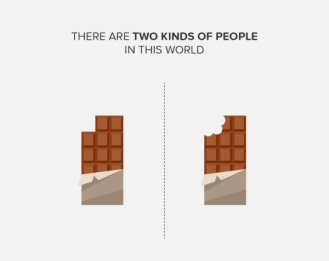 THERE ARE TWO KINDS OF PEOPLE
IN THIS WORLD